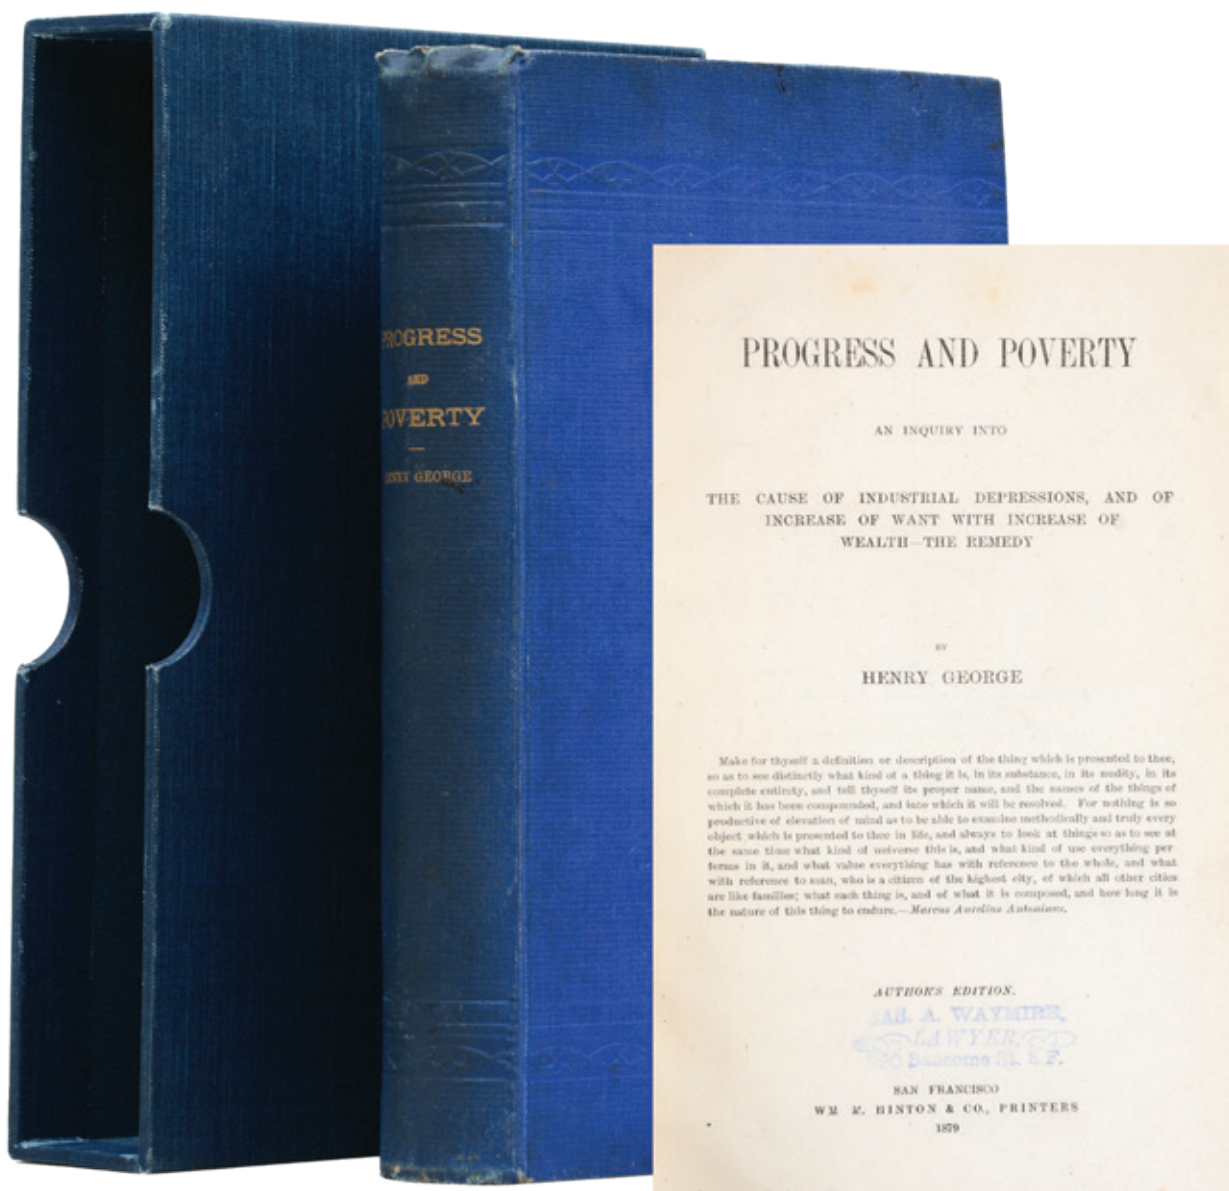 PROGRESS
AND
POVERTY
HENRY GEORGE
PROGRESS AND POVERTY
AN INQUIRY INTO
THE CAUSE OF INDUSTRIAL DEPRESSIONS, AND OF
INCREASE OF WANT WITH INCREASE OF
WEALTH—THE REMEDY
BY
HENRY GEORGE
Make for thyself a definition or description of the thing which is presented to thee,
so as to see distinctly what kind of a thing it is, in its substance, in its nudity, in its
complete entirety, and tell thyself its proper name, and the names of the things of
which it has been compounded, and into which it will be resolved. For nothing is so
productive of elevation of mind as to be able to examine methodically and truly every
object which is presented to thee in life, and always to look at things so as to see at
the same time what kind of universe this is, and what kind of use everything per
forms in it, and what value everything has with reference to the whole, and what
with reference to man, who is a citizen of the highest city, of which all other cities
are like families; what each thing is, and of what it is composed, and how long it is
the nature of this thing to endure.—Marcus Aurelius Antoninus.
AUTHOR'S EDITION.
AS. A. WAYMIRE,
LAWYER,
Sansome St. S. F.
SAN FRANCISCO
WM M. HINTON & CO., PRINTERS
1879